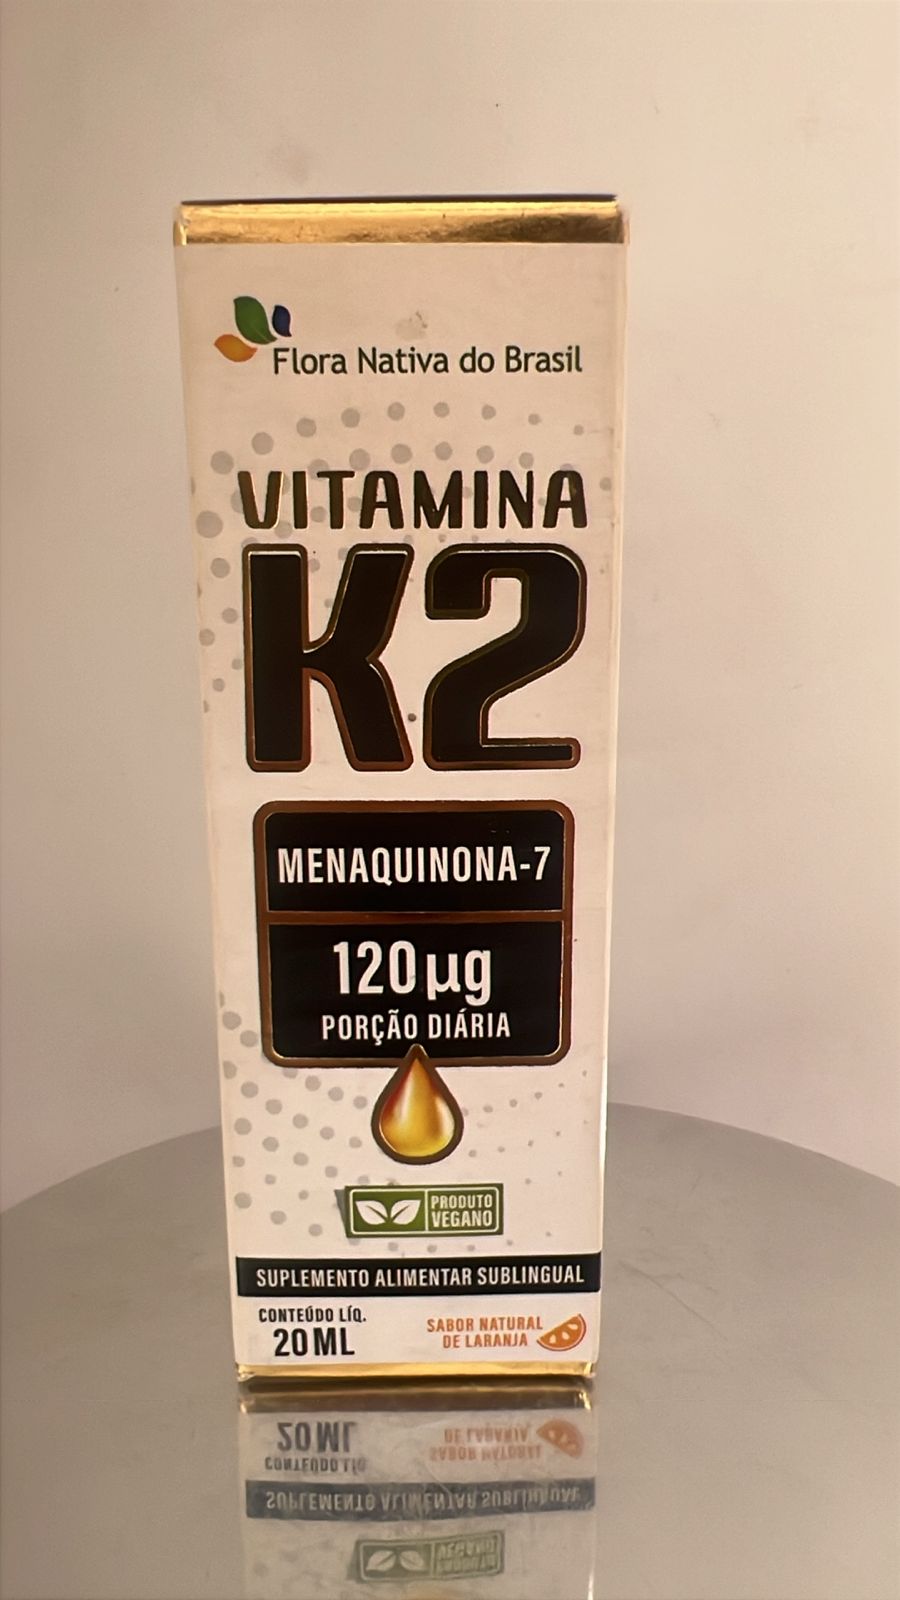 Flora Nativa do Brasil
VITAMINA
K2
MENAQUINONA-7
120µg
PORÇÃO DIÁRIA
PRODUTO
VEGANO
SUPLEMENTO ALIMENTAR SUBLINGUAL
CONTEÚDO LÍQ.
20 ML
SABOR NATURAL
DE LARANJA